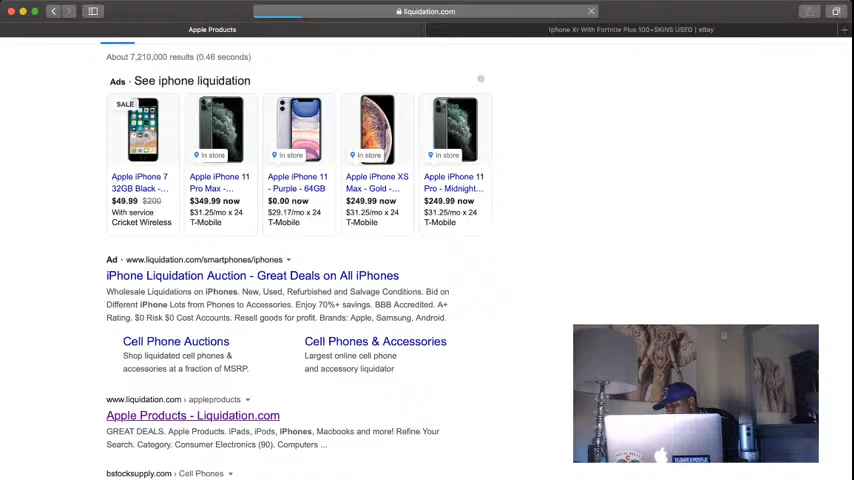 liquidation.com
Apple Products
Iphone Xr With Fortnite Plus 100+SKINS USED | eBay
About 7,210,000 results (0.46 seconds)
Ads · See iphone liquidation
SALE
In store
In store
In store
In store
Apple iPhone 7
32GB Black -...
$49.99 $200
With service
Cricket Wireless
Apple iPhone 11
Pro Max -...
$349.99 now
$31.25/mo x 24
T-Mobile
Apple iPhone 11
- Purple - 64GB
$0.00 now
$29.17/mo x 24
T-Mobile
Apple iPhone XS
Max - Gold -...
$249.99 now
$31.25/mo x 24
T-Mobile
Apple iPhone 11
Pro - Midnight...
$249.99 now
$31.25/mo x 24
T-Mobile
Ad · www.liquidation.com/smartphones/iphones
iPhone Liquidation Auction - Great Deals on All iPhones
Wholesale Liquidations on iPhones. New, Used, Refurbished and Salvage Conditions. Bid on
Different iPhone Lots from Phones to Accessories. Enjoy 70%+ savings. BBB Accredited. A+
Rating. $0 Risk $0 Cost Accounts. Resell goods for profit. Brands: Apple, Samsung, Android.
Cell Phone Auctions
Shop liquidated cell phones &
accessories at a fraction of MSRP.
Cell Phones & Accessories
Largest online cell phone
and accessory liquidator
www.liquidation.com › appleproducts
Apple Products - Liquidation.com
GREAT DEALS. Apple Products. iPads, iPods, iPhones, Macbooks and more! Refine Your
Search. Category. Consumer Electronics (90). Computers ...
bstocksupply.com › Cell Phones